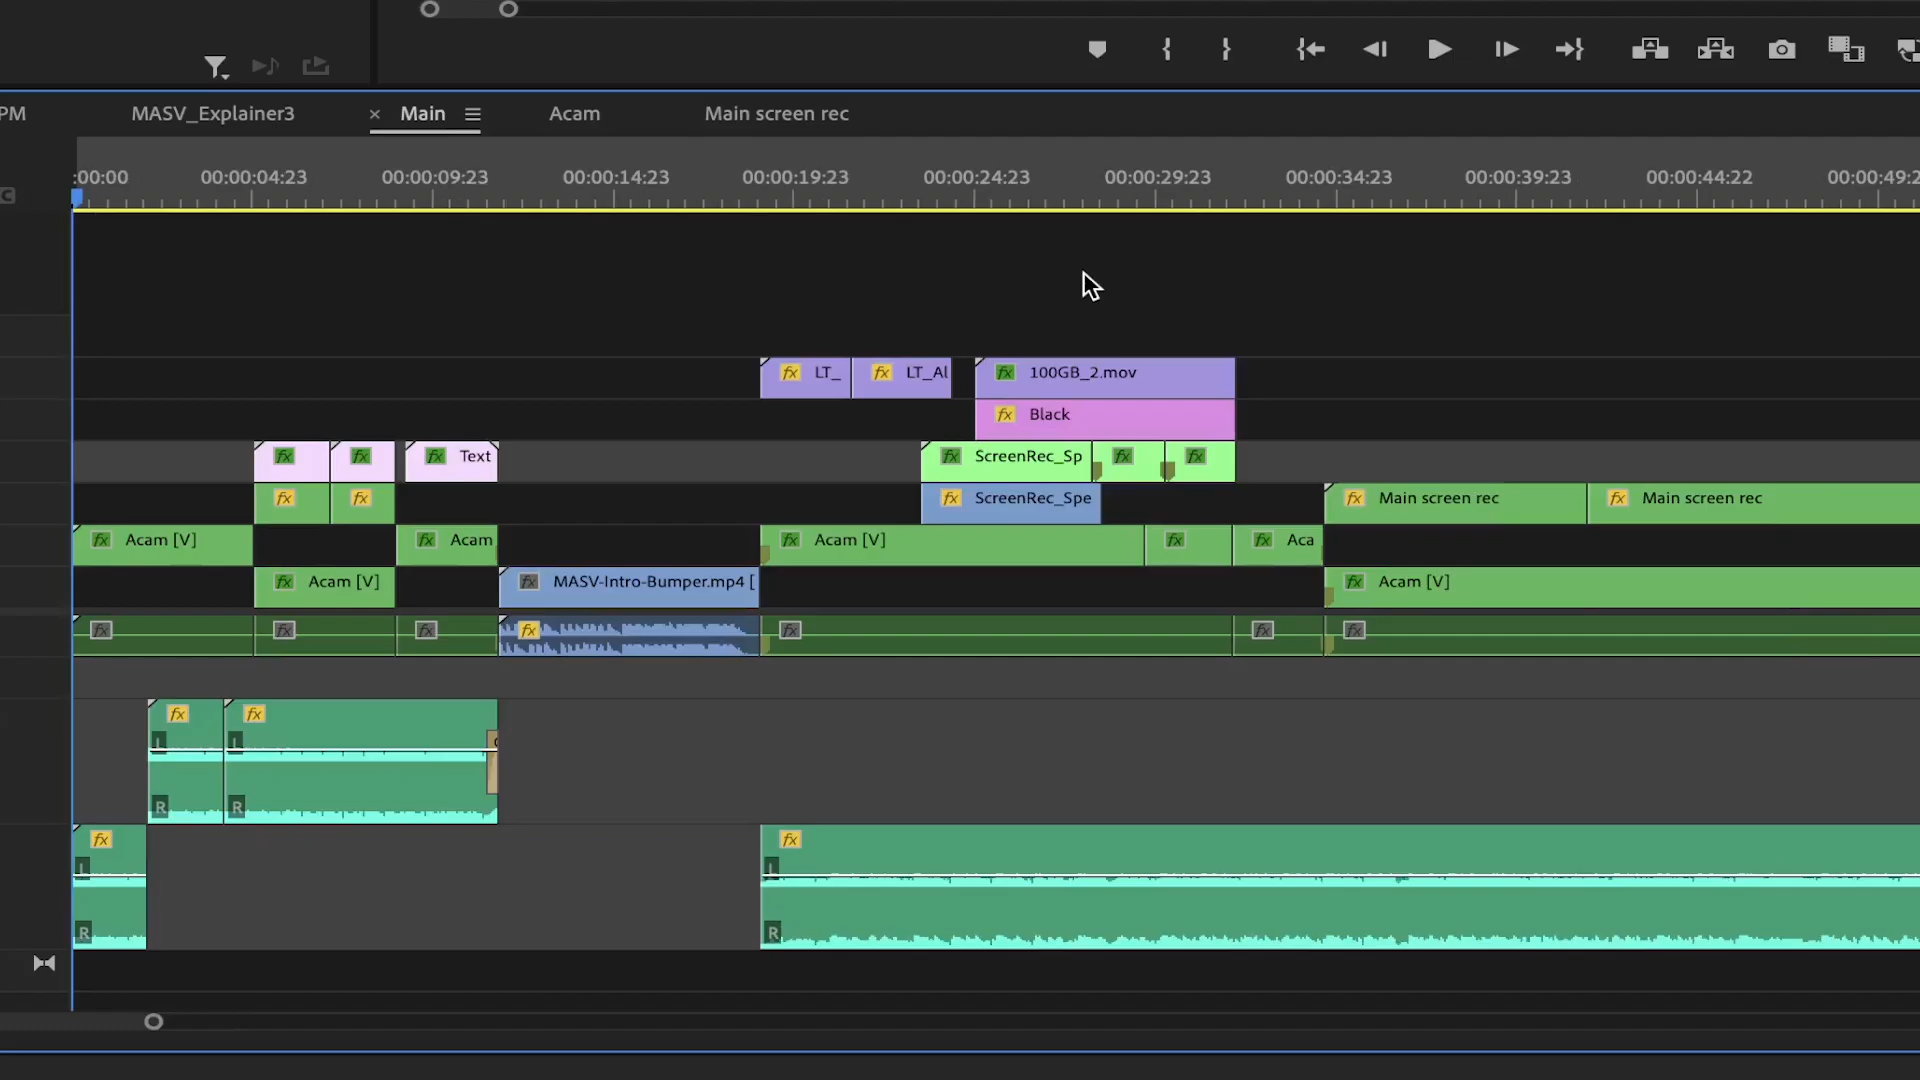 PM MASV_Explainer3 × Main Acam Main screen rec
:00:00 00:00:04:23 00:00:09:23 00:00:14:23 00:00:19:23 00:00:24:23 00:00:29:23 00:00:34:23 00:00:39:23 00:00:44:22 00:00:49:2
fx LT_ fx LT_Al fx 100GB_2.mov
fx Black
fx fx fx Text fx ScreenRec_Sp fx fx
fx fx fx ScreenRec_Spe fx Main screen rec fx Main screen rec
fx Acam [V] fx Acam fx Acam [V] fx fx Aca
fx Acam [V] fx MASV-Intro-Bumper.mp4 [ fx Acam [V]
fx fx fx fx fx fx fx
fx fx
L L
R R
fx fx
L L
R R